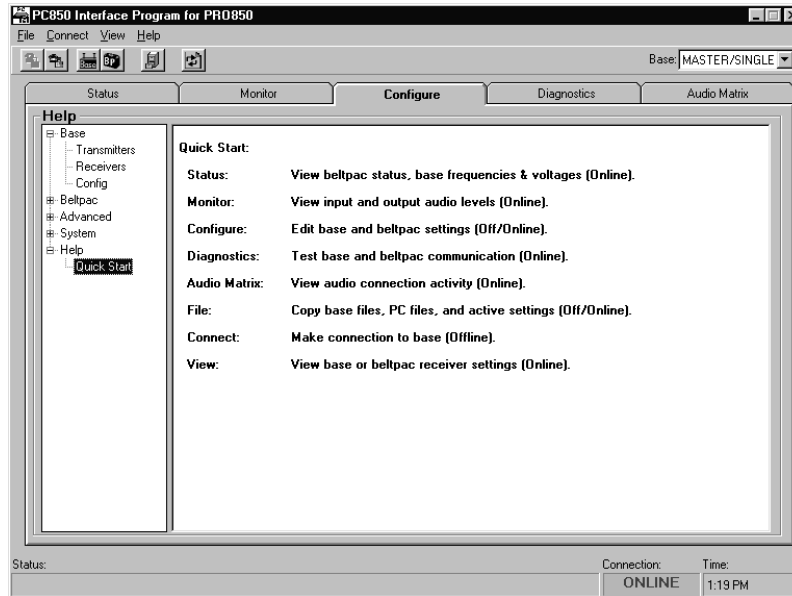 PC850 Interface Program for PRO850
File Connect View Help
Base Bp Base: MASTER/SINGLE
Status Monitor Configure Diagnostics Audio Matrix
Help
Base
Transmitters
Receivers
Config
Beltpac
Advanced
System
Help
Quick Start
Quick Start:
Status: View beltpac status, base frequencies & voltages (Online).
Monitor: View input and output audio levels (Online).
Configure: Edit base and beltpac settings (Off/Online).
Diagnostics: Test base and beltpac communication (Online).
Audio Matrix: View audio connection activity (Online).
File: Copy base files, PC files, and active settings (Off/Online).
Connect: Make connection to base (Offline).
View: View base or beltpac receiver settings (Online).
Status: Connection: Time:
ONLINE 1:19 PM